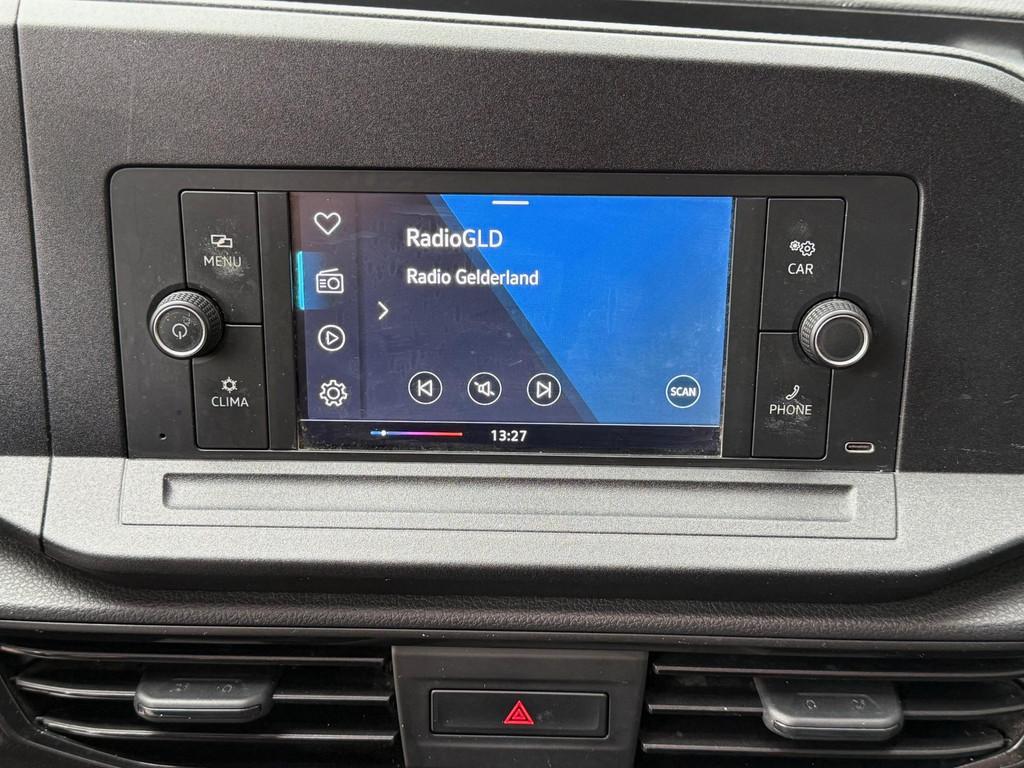 MENU
CLIMA
RadioGLD
Radio Gelderland
SCAN
13:27
CAR
PHONE